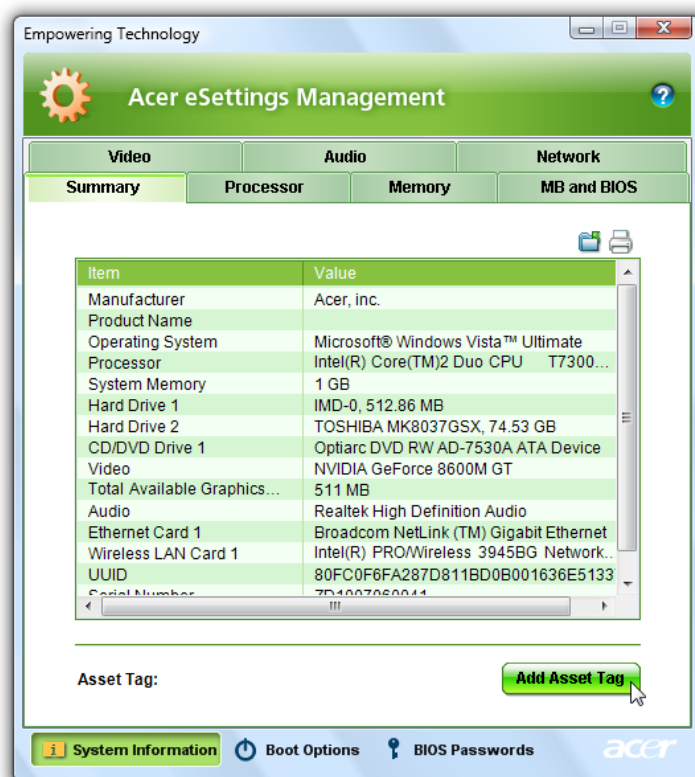 Empowering Technology
Acer eSettings Management
Video Audio Network
Summary Processor Memory MB and BIOS
Item Value
Manufacturer Acer, inc.
Product Name
Operating System Microsoft® Windows Vista™ Ultimate
Processor Intel(R) Core(TM)2 Duo CPU T7300...
System Memory 1 GB
Hard Drive 1 IMD-0, 512.86 MB
Hard Drive 2 TOSHIBA MK8037GSX, 74.53 GB
CD/DVD Drive 1 Optiarc DVD RW AD-7530A ATA Device
Video NVIDIA GeForce 8600M GT
Total Available Graphics... 511 MB
Audio Realtek High Definition Audio
Ethernet Card 1 Broadcom NetLink (TM) Gigabit Ethernet
Wireless LAN Card 1 Intel(R) PRO/Wireless 3945BG Network..
UUID 80FC0F6FA287D811BD0B001636E5133
Serial Number 7D1007060041
Asset Tag: Add Asset Tag
System Information Boot Options BIOS Passwords acer